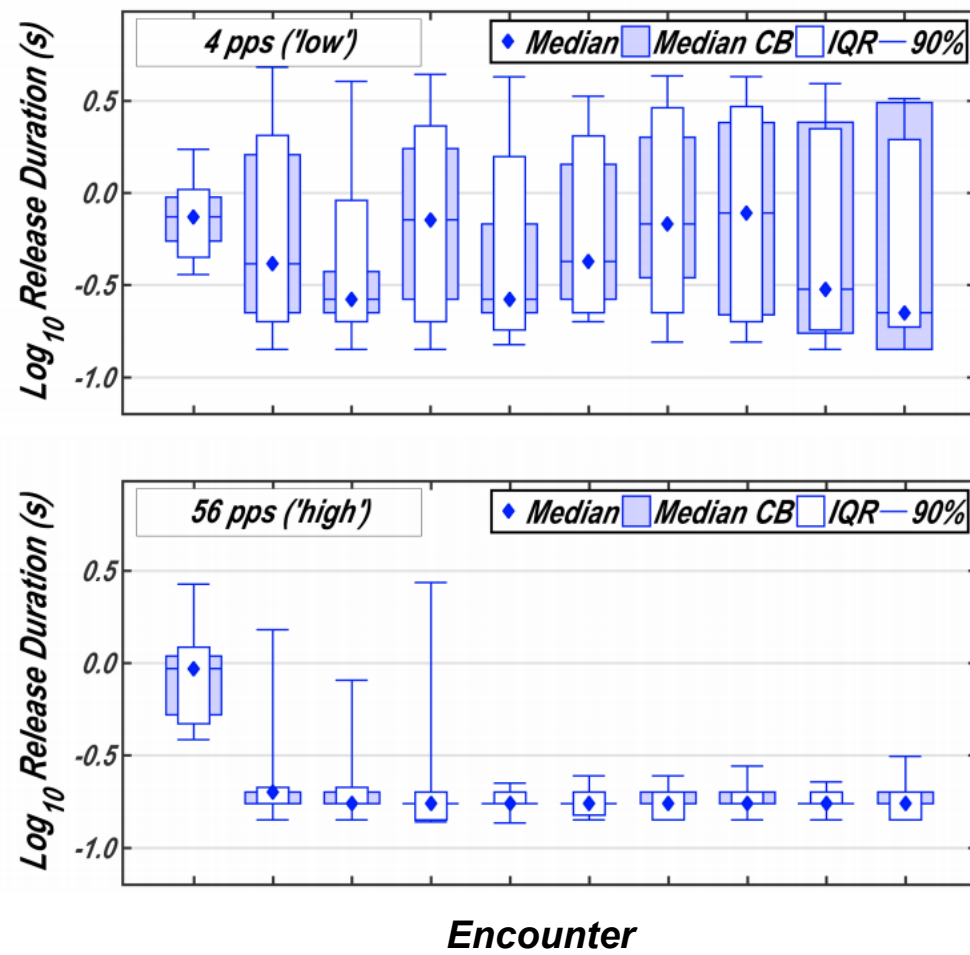 4 pps ('low')
Median Median CB IQR 90%
Log10 Release Duration (s)
0.5
0.0
-0.5
-1.0
56 pps ('high')
Median Median CB IQR 90%
Log10 Release Duration (s)
0.5
0.0
-0.5
-1.0
Encounter